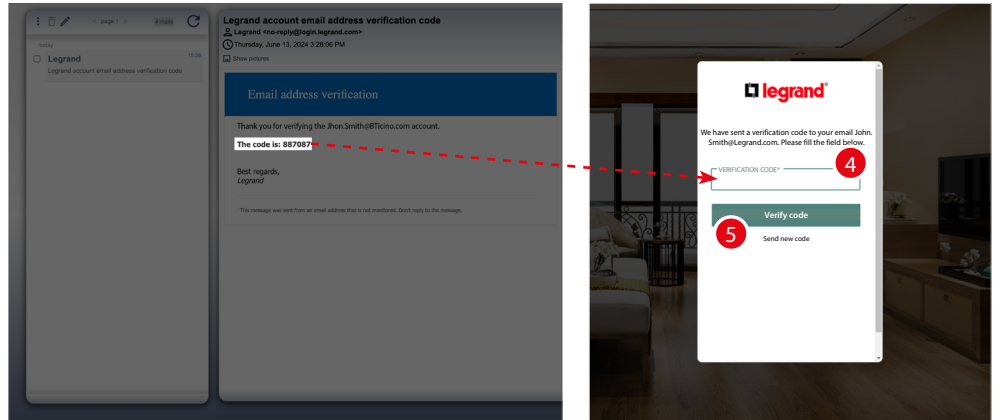 page 1
today
Legrand
Legrand account email address verification code
Legrand account email address verification code
Legrand <no-reply@login.legrand.com>
Thursday, June 13, 2024 3:28:06 PM
Show pictures
Email address verification
Thank you for verifying the Jhon.Smith@BTicino.com account.
The code is: 887087
Best regards,
Legrand
This message was sent from an email address that is not monitored. Don't reply to the message.
legrand®
We have sent a verification code to your email John.
Smith@Legrand.com. Please fill the field below.
4
VERIFICATION CODE*
Verify code
5
Send new code